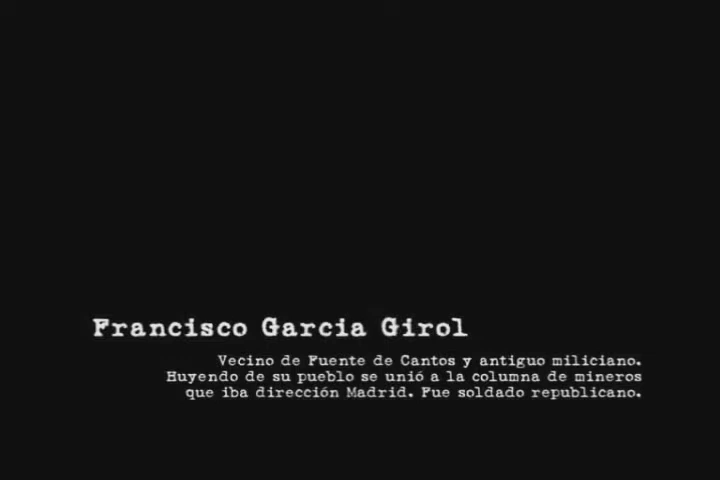 Francisco Garcia Girol
Vecino de Fuente de Cantos y antiguo miliciano.
Huyendo de su pueblo se unió a la columna de mineros
que iba dirección Madrid. Fue soldado republicano.